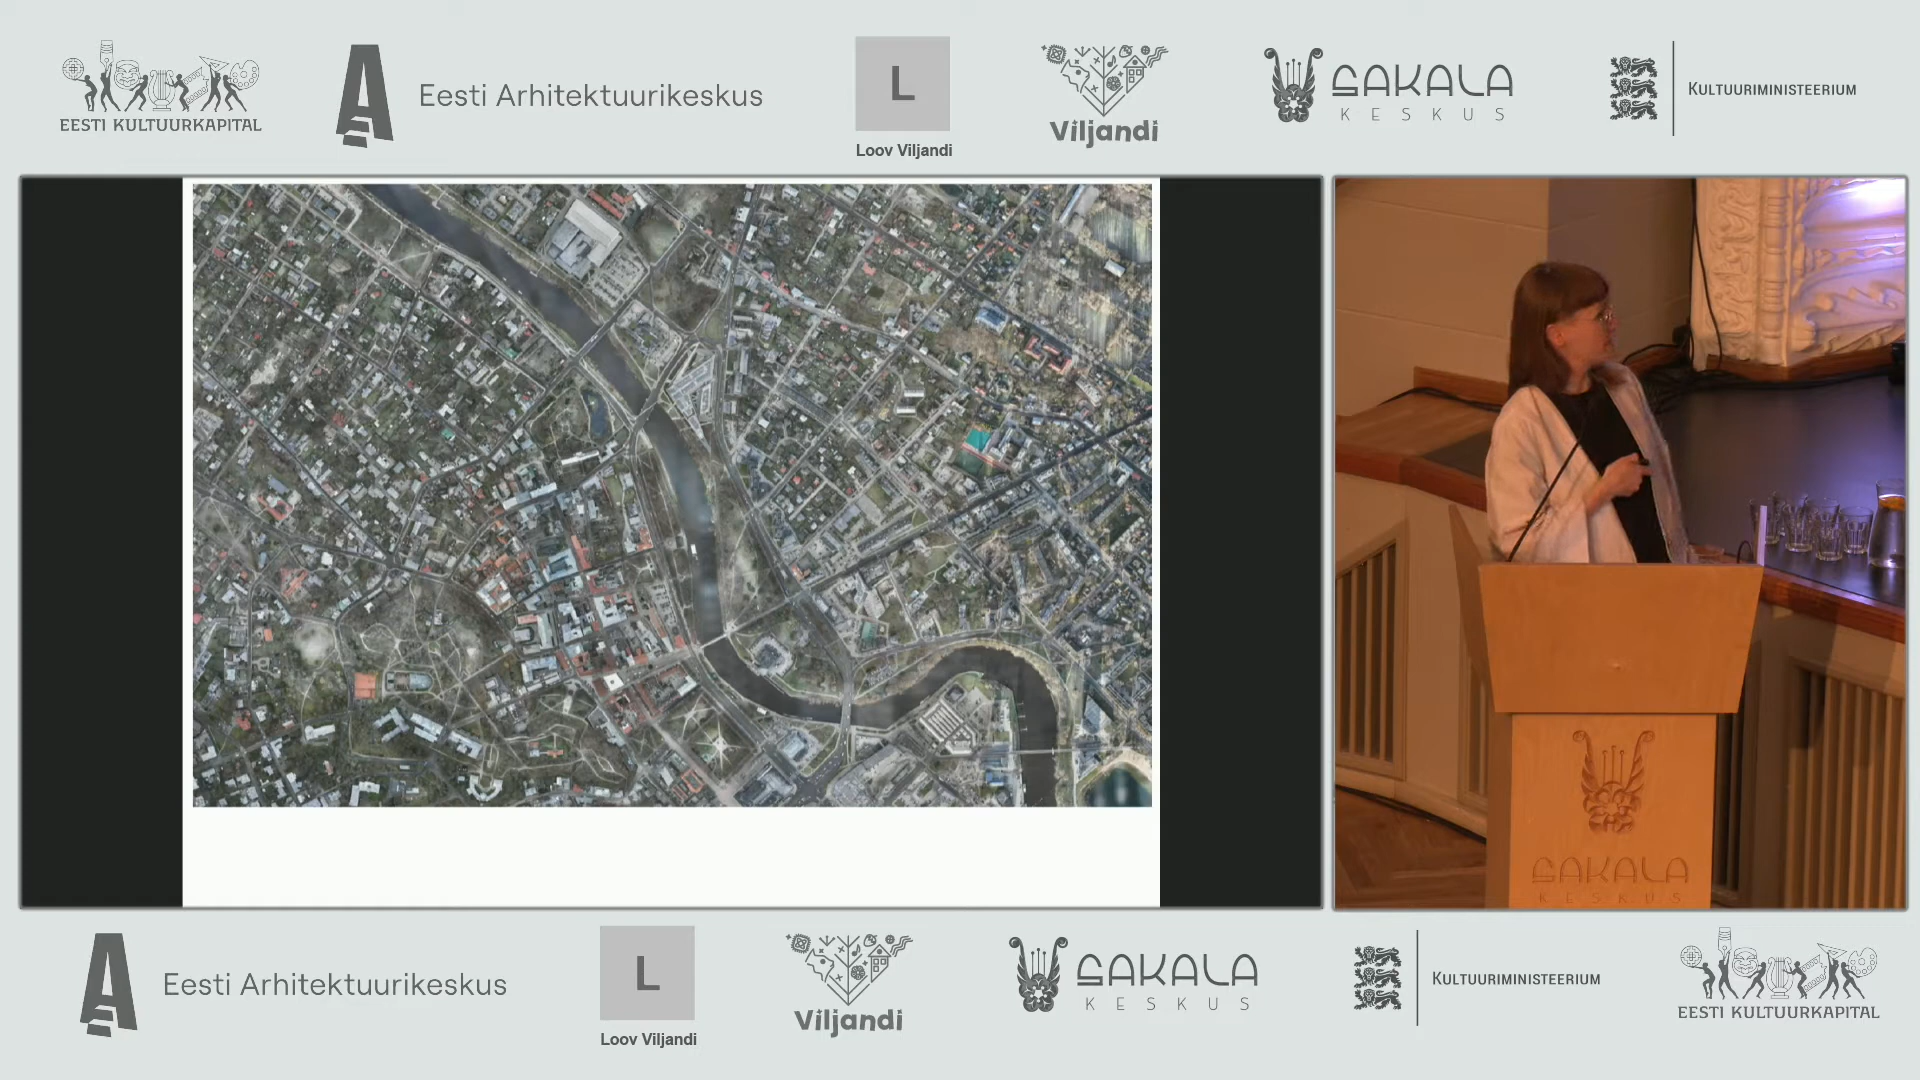 EESTI KULTUURKAPITAL
Eesti Arhitektuurikeskus
L
Loov Viljandi
Viljandi
SAKALA
KESKUS
KULTUURIMINISTEERIUM
SAKALA
KESKUS
Eesti Arhitektuurikeskus
L
Loov Viljandi
Viljandi
SAKALA
KESKUS
KULTUURIMINISTEERIUM
EESTI KULTUURKAPITAL